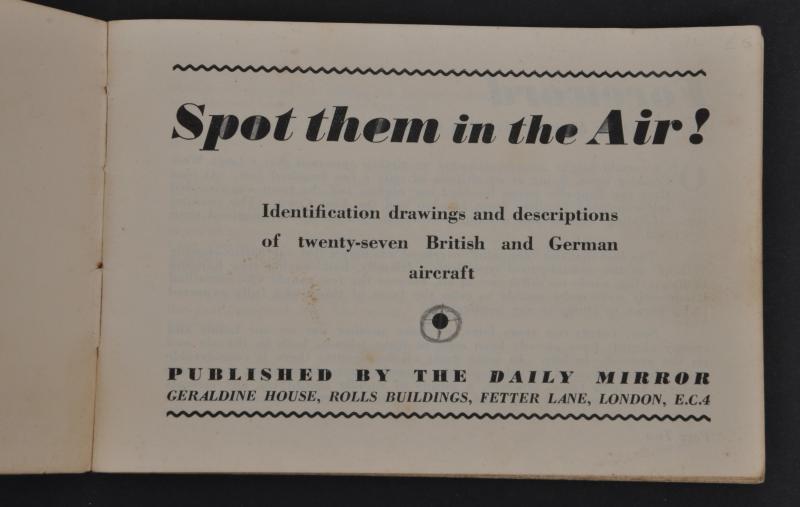 Spot them in the Air!
Identification drawings and descriptions
of twenty-seven British and German
aircraft
PUBLISHED BY THE DAILY MIRROR
GERALDINE HOUSE, ROLLS BUILDINGS, FETTER LANE, LONDON, E.C.4